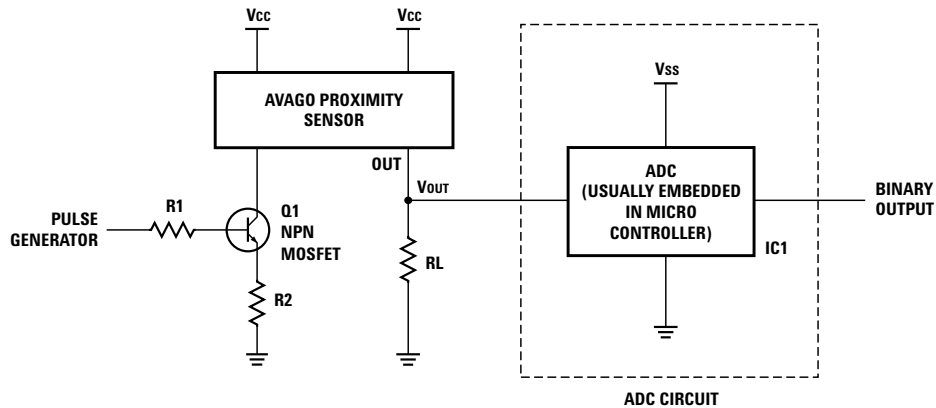 Vcc
Vcc
AVAGO PROXIMITY
SENSOR
OUT
VOUT
PULSE
GENERATOR
R1
Q1
NPN
MOSFET
R2
RL
Vss
ADC
(USUALLY EMBEDDED
IN MICRO
CONTROLLER)
IC1
BINARY
OUTPUT
ADC CIRCUIT